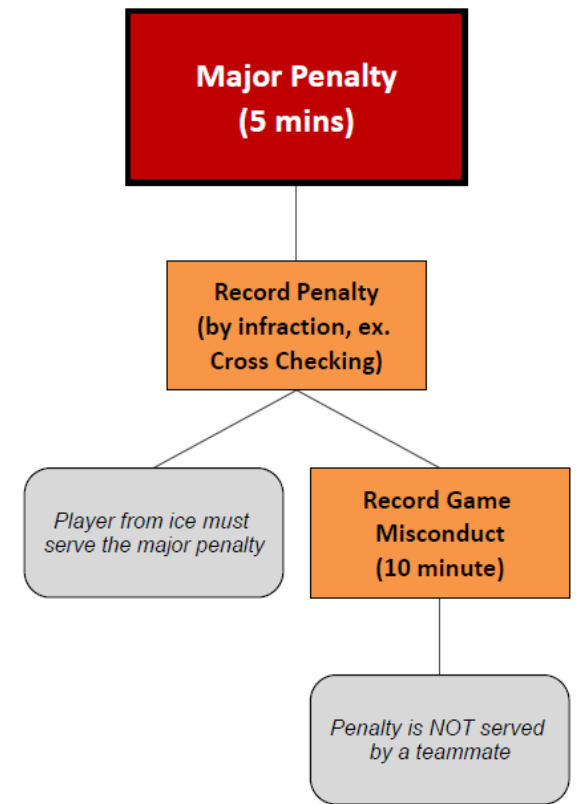 Major Penalty
(5 mins)
Record Penalty
(by infraction, ex.
Cross Checking)
Player from ice must
serve the major penalty
Record Game
Misconduct
(10 minute)
Penalty is NOT served
by a teammate